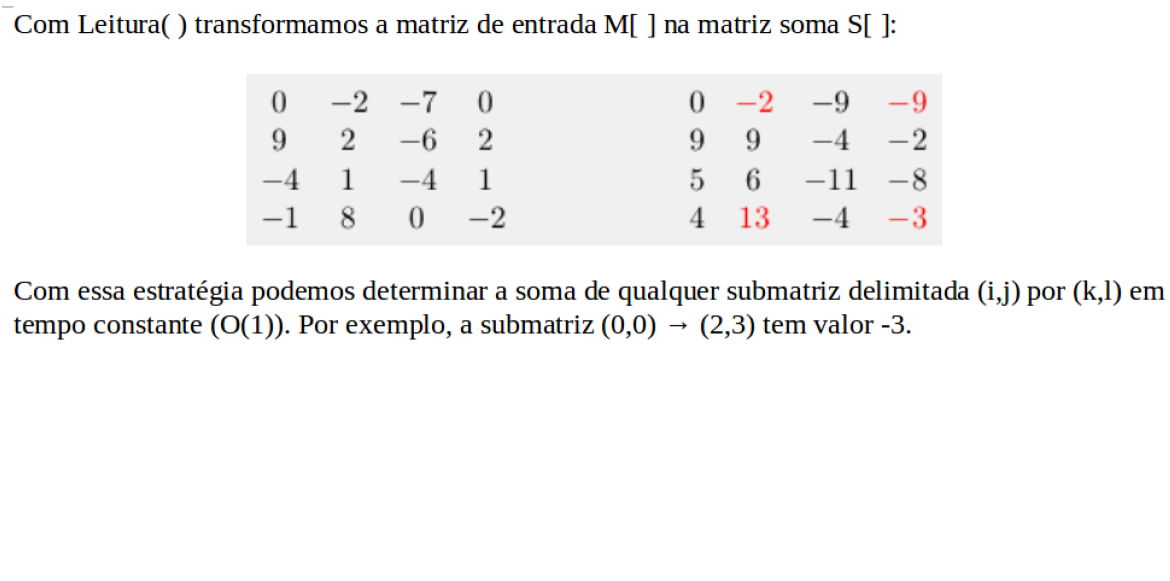 Com Leitura( ) transformamos a matriz de entrada M[ ] na matriz soma S[ ]:
0 −2 −7 0 0 −2 −9 −9
9 2 −6 2 9 9 −4 −2
−4 1 −4 1 5 6 −11 −8
−1 8 0 −2 4 13 −4 −3
Com essa estratégia podemos determinar a soma de qualquer submatriz delimitada (i,j) por (k,l) em
tempo constante (O(1)). Por exemplo, a submatriz (0,0) → (2,3) tem valor -3.